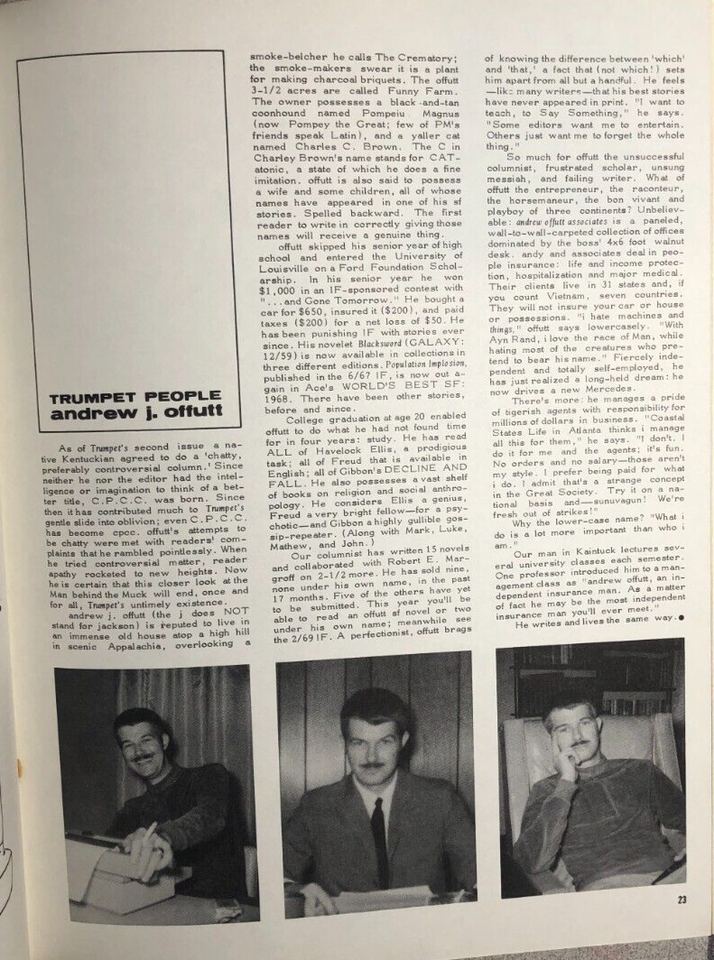 TRUMPET PEOPLE
andrew j. offutt
As of Trumpet's second issue a na-
tive Kentuckian agreed to do a 'chatty,
preferably controversial column.' Since
neither he nor the editor had the intel-
ligence or imagination to think of a bet-
ter title, C.P.C.C. was born. Since
then it has contributed much to Trumpet's
gentle slide into oblivion; even C.P.C.C.
has become cpcc. offutt's attempts to
be chatty were met with readers' com-
plaints that he rambled pointlessly. When
he tried controversial matter, reader
apathy rocketed to new heights. Now
he is certain that this closer look at the
Man behind the Muck will end, once and
for all, Trumpet's untimely existence.
andrew j. offutt (the j does NOT
stand for jackson) is reputed to live in
an immense old house atop a high hill
in scenic Appalachia, overlooking a
smoke-belcher he calls The Crematory;
the smoke-makers swear it is a plant
for making charcoal briquets. The offutt
3-1/2 acres are called Funny Farm.
The owner possesses a black-and-tan
coonhound named Pompeiu Magnus
(now Pompey the Great; few of PM's
friends speak Latin), and a yaller cat
named Charles C. Brown. The C in
Charley Brown's name stands for CAT-
atonic, a state of which he does a fine
imitation. offutt is also said to possess
a wife and some children, all of whose
names have appeared in one of his sf
stories. Spelled backward. The first
reader to write in correctly giving those
names will receive a genuine thing.
offutt skipped his senior year of high
school and entered the University of
Louisville on a Ford Foundation Schol-
arship. In his senior year he won
$1,000 in an IF-sponsored contest with
"...and Gone Tomorrow." He bought a
car for $650, insured it ($200), and paid
taxes ($200) for a net loss of $50. He
has been punishing IF with stories ever
since. His novelet Blacksword (GALAXY:
12/59) is now available in collections in
three different editions. Population Implosion,
published in the 6/67 IF, is now out a-
gain in Ace's WORLD'S BEST SF:
1968. There have been other stories,
before and since.
College graduation at age 20 enabled
offutt to do what he had not found time
for in four years: study. He has read
ALL of Havelock Ellis, a prodigious
task; all of Freud that is available in
English; all of Gibbon's DECLINE AND
FALL. He also possesses a vast shelf
of books on religion and social anthro-
pology. He considers Ellis a genius,
Freud a very bright fellow—for a psy-
chotic—and Gibbon a highly gullible gos-
sip-repeater. (Along with Mark, Luke,
Mathew, and John.)
Our columnist has written 15 novels
and collaborated with Robert E. Mar-
groff on 2-1/2 more. He has sold nine,
none under his own name, in the past
17 months. Five of the others have yet
to be submitted. This year you'll be
able to read an offutt sf novel or two
under his own name; meanwhile see
the 2/69 IF. A perfectionist, offutt brags
of knowing the difference between 'which'
and 'that,' a fact that (not which!) sets
him apart from all but a handful. He feels
—like many writers—that his best stories
have never appeared in print. "I want to
teach, to Say Something," he says.
"Some editors want me to entertain.
Others just want me to forget the whole
thing."
So much for offutt the unsuccessful
columnist, frustrated scholar, unsung
messiah, and failing writer. What of
offutt the entrepreneur, the raconteur,
the horsemaneur, the bon vivant and
playboy of three continents? Unbeliev-
able: andrew offutt associates is a paneled,
wall-to-wall-carpeted collection of offices
dominated by the boss' 4x6 foot walnut
desk. andy and associates deal in peo-
ple insurance: life and income protec-
tion, hospitalization and major medical.
Their clients live in 31 states and, if
you count Vietnam, seven countries.
They will not insure your car or house
or possessions. "i hate machines and
things," offutt says lowercasely. "With
Ayn Rand, i love the race of Man, while
hating most of the creatures who pre-
tend to bear his name." Fiercely inde-
pendent and totally self-employed, he
has just realized a long-held dream: he
now drives a new Mercedes.
There's more: he manages a pride
of tigerish agents with responsibility for
millions of dollars in business. "Coastal
States Life in Atlanta thinks i manage
all this for them," he says. "I don't. I
do it for me and the agents; it's fun.
No orders and no salary—those aren't
my style. I prefer being paid for what
i do. I admit that's a strange concept
in the Great Society. Try it on a na-
tional basis and—sunuvagun! We're
fresh out of strikes!"
Why the lower-case name? "What i
do is a lot more important than who i
am."
Our man in Kaintuck lectures sev-
eral university classes each semester.
One professor introduced him to a man-
agement class as "andrew offutt, an in-
dependent insurance man. As a matter
of fact he may be the most independent
insurance man you'll ever meet."
He writes and lives the same way.●
23